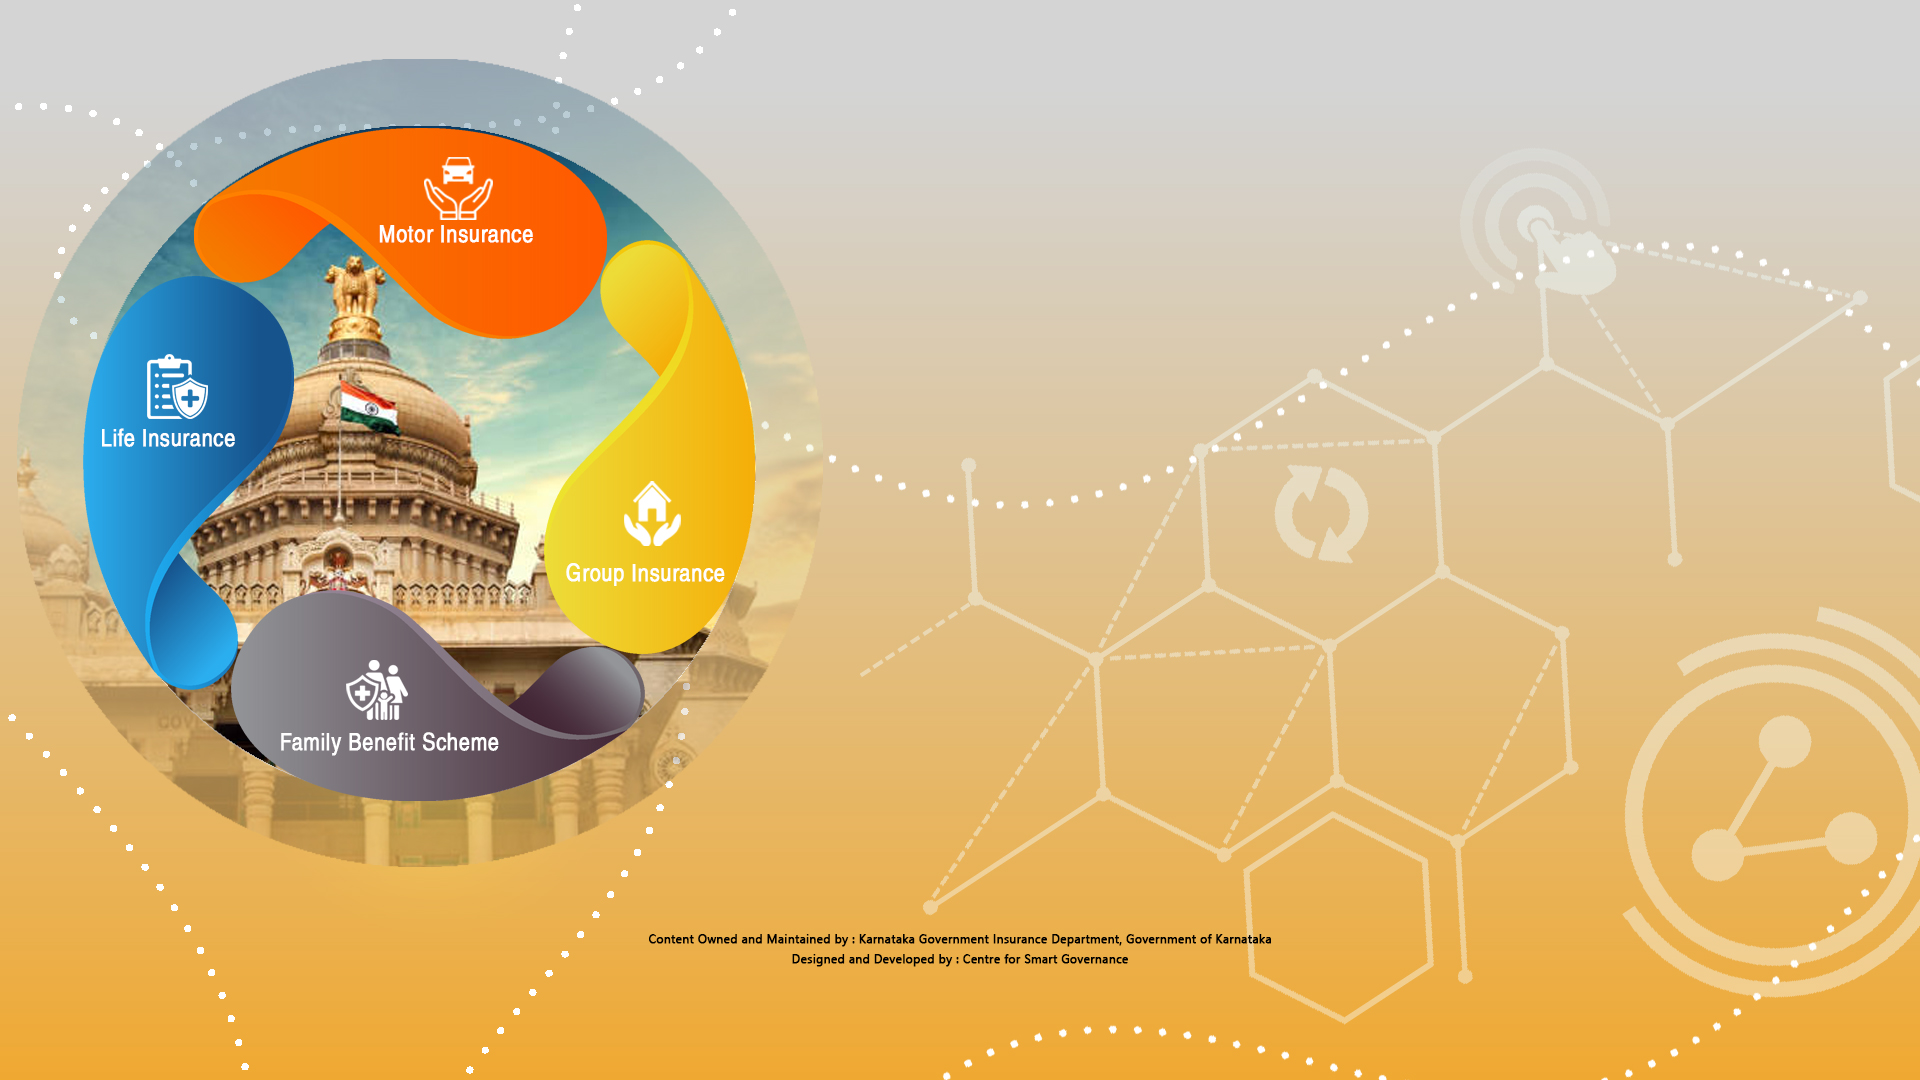 Motor Insurance
Life Insurance
Group Insurance
Family Benefit Scheme
Content Owned and Maintained by : Karnataka Government Insurance Department, Government of Karnataka
Designed and Developed by : Centre for Smart Governance